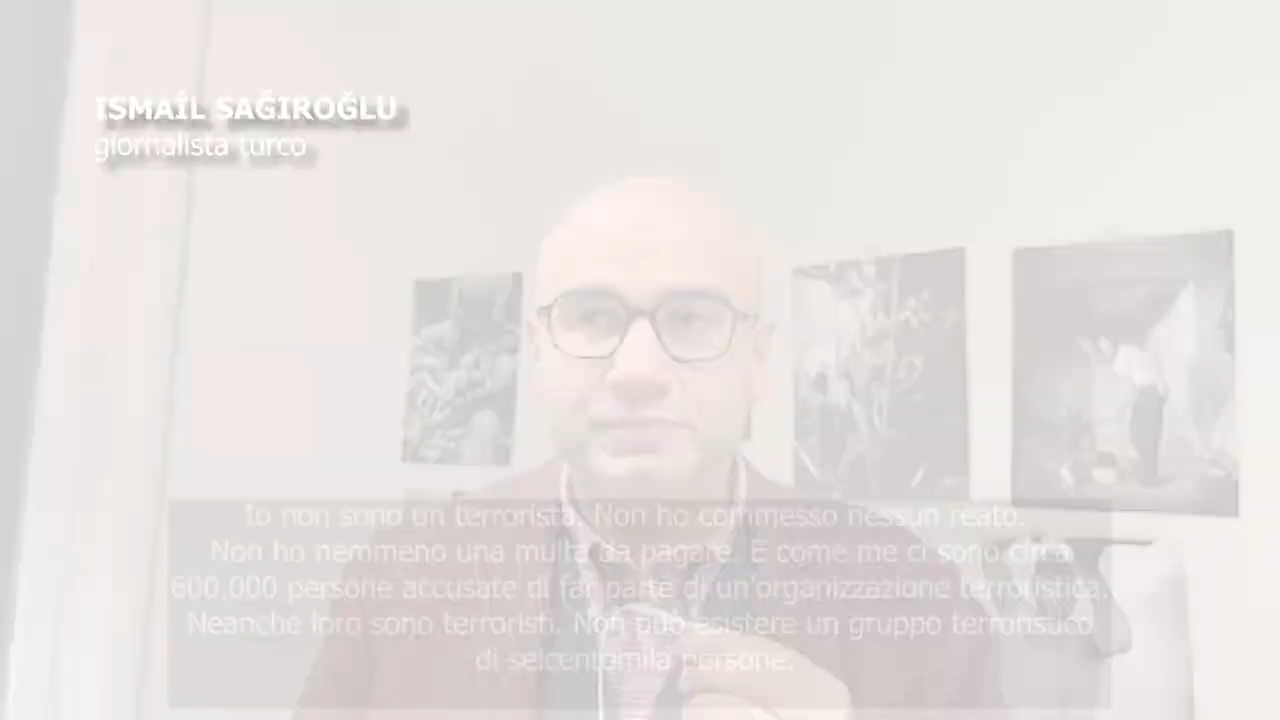 ISMAİL SAĞIROĞLU
giornalista turco
Io non sono un terrorista. Non ho commesso nessun reato.
Non ho nemmeno una multa da pagare. E come me ci sono circa
600.000 persone accusate di far parte di un'organizzazione terroristica.
Neanche loro sono terroristi. Non può esistere un gruppo terroristico
di seicentomila persone.